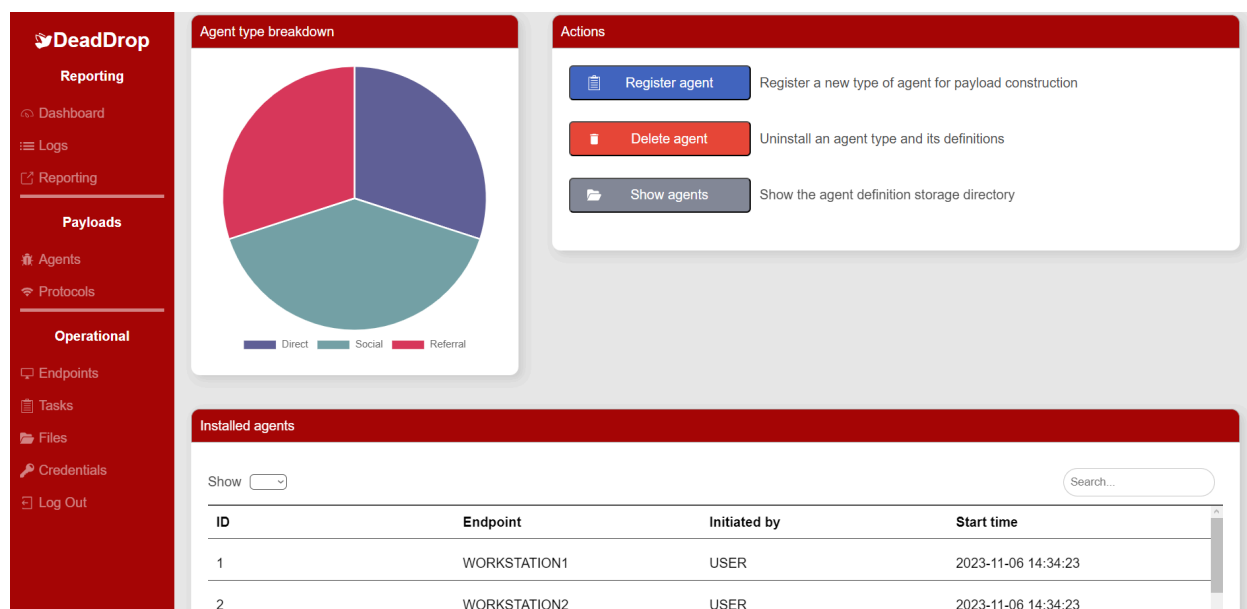 DeadDrop
Reporting
Dashboard
Logs
Reporting
Payloads
Agents
Protocols
Operational
Endpoints
Tasks
Files
Credentials
Log Out
Agent type breakdown
Direct Social Referral
Actions
Register agent Register a new type of agent for payload construction
Delete agent Uninstall an agent type and its definitions
Show agents Show the agent definition storage directory
Installed agents
Show
Search...
ID Endpoint Initiated by Start time
1 WORKSTATION1 USER 2023-11-06 14:34:23
2 WORKSTATION2 USER 2023-11-06 14:34:23